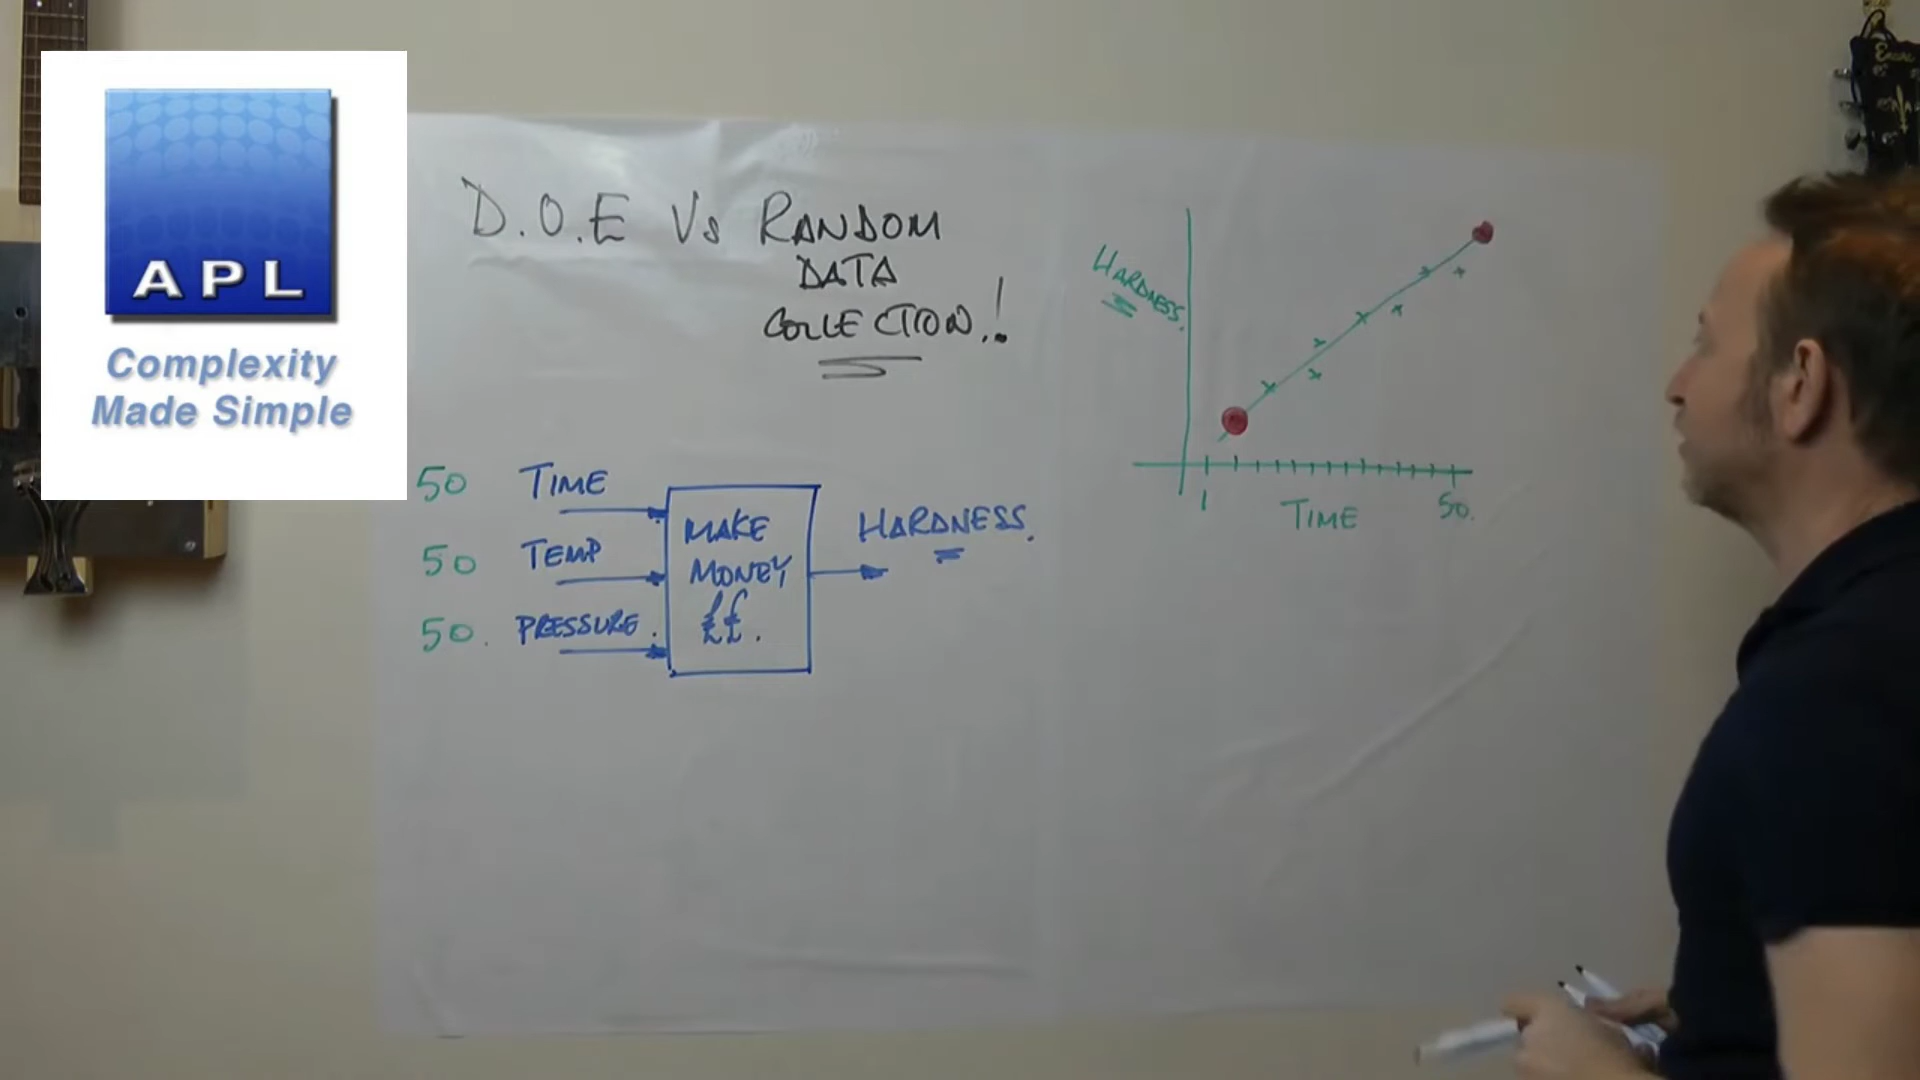 APL
Complexity
Made Simple
D.O.E Vs RANDOM
DATA
COLLECTION.!
50 TIME
50 TEMP
50. PRESSURE.
MAKE
MONEY
££.
HARDNESS.
HARDNESS.
1
TIME
50.